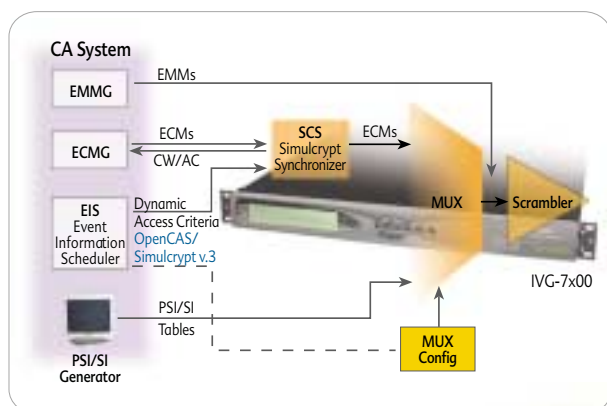 CA System
EMMG
EMMs
ECMG
ECMs
CW/AC
SCS
Simulcrypt
Synchronizer
ECMs
MUX
Scrambler
EIS
Event
Information
Scheduler
Dynamic
Access Criteria
OpenCAS/
Simulcrypt v.3
IVG-7x00
PSI/SI
Tables
PSI/SI
Generator
MUX
Config